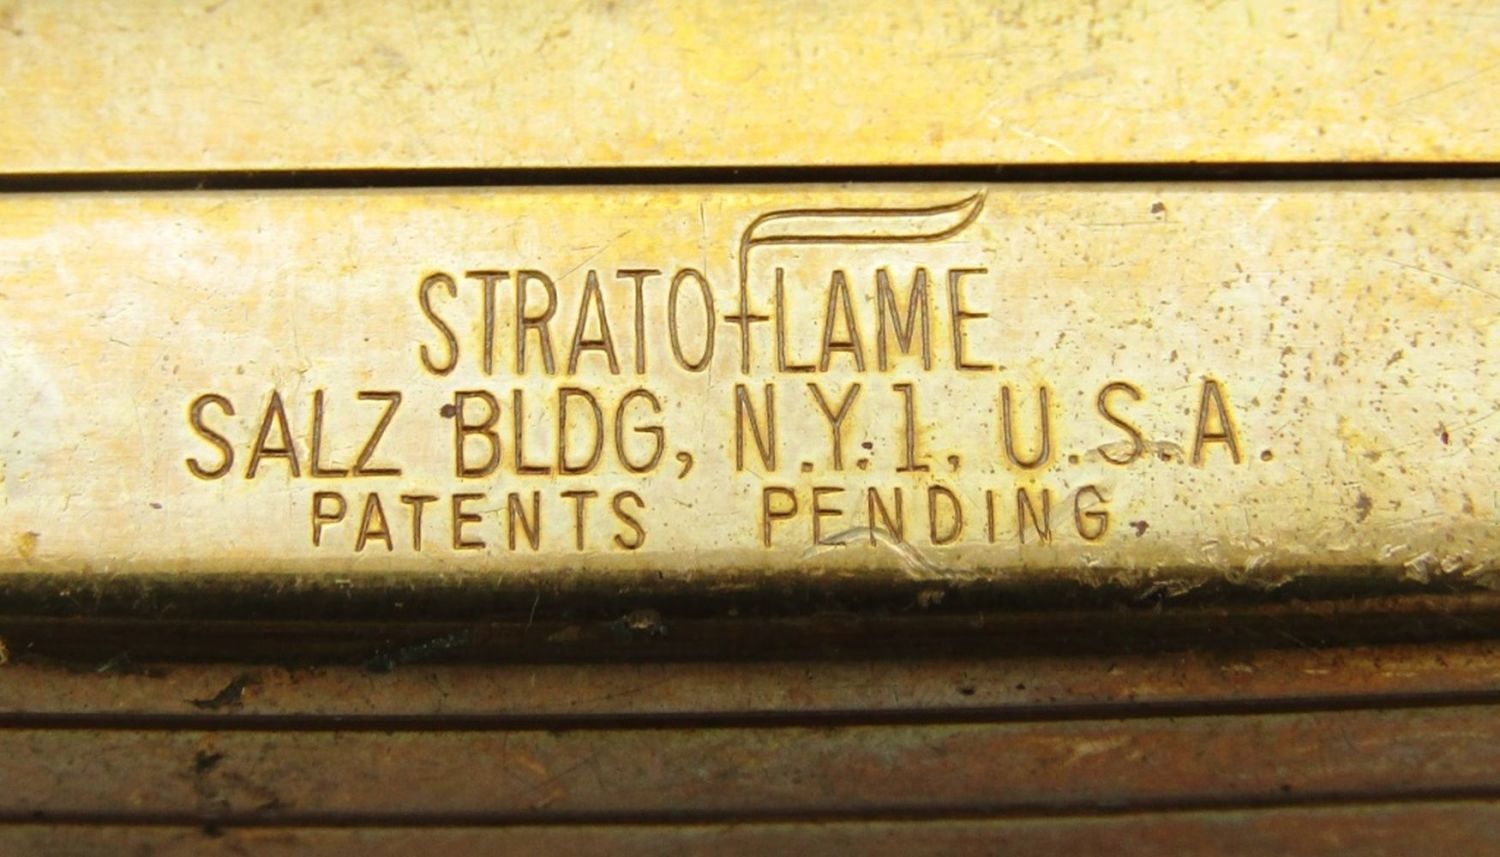 STRATOfLAME
SALZ BLDG, N.Y.1, U.S.A.
PATENTS PENDING